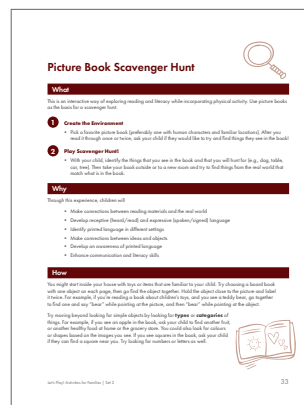 Picture Book Scavenger Hunt
What
This is an interactive way of exploring reading and literacy while incorporating physical activity. Use picture books
as the basis for a scavenger hunt.
1 Create the Environment
• Pick a favorite picture book (preferably one with human characters and familiar locations). After you
read it through once or twice, ask your child if they would like to try and find things they see in the book!
2 Play Scavenger Hunt!
• With your child, identify the things that you see in the book and that you will hunt for (e.g., dog, table,
car, tree). Then take your book outside or to a new room and try to find things from the real world that
match what is in the book.
Why
Through this experience, children will
• Make connections between reading materials and the real world
• Develop receptive (heard/read) and expressive (spoken/signed) language
• Identify printed language in different settings
• Make connections between ideas and objects
• Develop an awareness of printed language
• Enhance communication and literacy skills
How
You might start inside your house with toys or items that are familiar to your child. Try choosing a board book
with one object on each page, then go find the object together. Hold the object close to the picture and label
it twice. For example, if you're reading a book about children's toys, and you see a teddy bear, go together
to find one and say "bear" while pointing at the picture, and then "bear" while pointing at the object.
Try moving beyond looking for simple objects by looking for types or categories of
things. For example, if you see an apple in the book, ask your child to find another fruit,
or another healthy food at home or the grocery store. You could also look for colours
or shapes based on the images you see. If you see squares in the book, ask your child
if they can find a square near you. Try looking for numbers or letters as well.
Let's Play! Activities for Families | Set 2
33